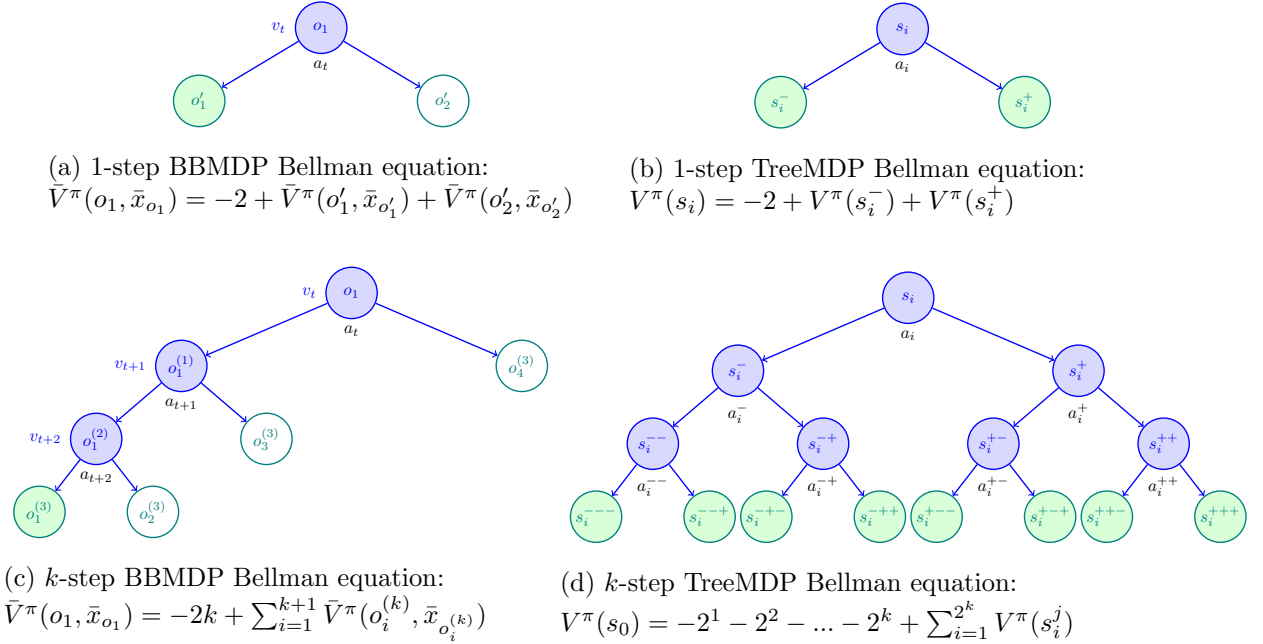 v_t o_1 s_i
a_t a_i
o'_1 o'_2 s_i^- s_i^+
(a) 1-step BBMDP Bellman equation: (b) 1-step TreeMDP Bellman equation:
V̄^π(o_1, x̄_{o_1}) = −2 + V̄^π(o'_1, x̄_{o'_1}) + V̄^π(o'_2, x̄_{o'_2}) V^π(s_i) = −2 + V^π(s_i^-) + V^π(s_i^+)
v_t o_1 s_i
a_t a_i
v_{t+1} o_1^{(1)} o_4^{(3)} s_i^- s_i^+
a_{t+1} a_i^- a_i^+
v_{t+2} o_1^{(2)} o_3^{(3)} s_i^{--} s_i^{-+} s_i^{+-} s_i^{++}
a_{t+2} a_i^{--} a_i^{-+} a_i^{+-} a_i^{++}
o_1^{(3)} o_2^{(3)} s_i^{---} s_i^{--+} s_i^{-+-} s_i^{-++} s_i^{+--} s_i^{+-+} s_i^{++-} s_i^{+++}
(c) k-step BBMDP Bellman equation: (d) k-step TreeMDP Bellman equation:
V̄^π(o_1, x̄_{o_1}) = −2k + ∑_{i=1}^{k+1} V̄^π(o_i^{(k)}, x̄_{o_i^{(k)}}) V^π(s_0) = −2^1 − 2^2 − ... − 2^k + ∑_{i=1}^{2^k} V^π(s_i^j)